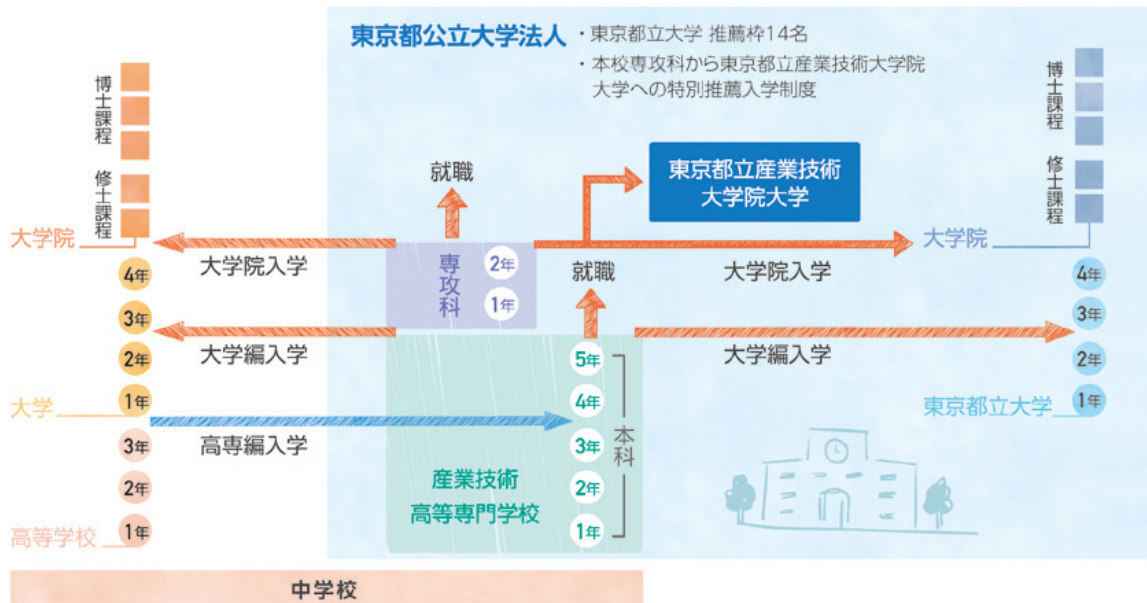 東京都公立大学法人
・東京都立大学 推薦枠14名
・本校専攻科から東京都立産業技術大学院
大学への特別推薦入学制度
博士課程
修士課程
大学院
4年
3年
2年
1年
大学
3年
2年
1年
高等学校
就職
大学院入学
専攻科
2年
1年
大学編入学
高専編入学
就職
5年
4年
3年
2年
1年
本科
産業技術
高等専門学校
東京都立産業技術
大学院大学
大学院入学
大学編入学
博士課程
修士課程
大学院
4年
3年
2年
1年
東京都立大学
中学校